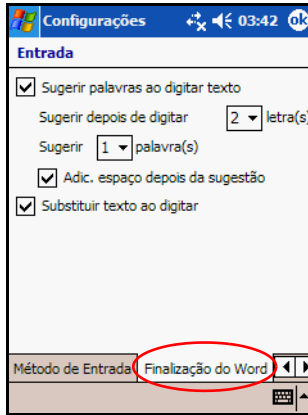 Configurações 03:42 ok
Entrada
Sugerir palavras ao digitar texto
Sugerir depois de digitar 2 letra(s)
Sugerir 1 palavra(s)
Adic. espaço depois da sugestão
Substituir texto ao digitar
Método de Entrada Finalização do Word